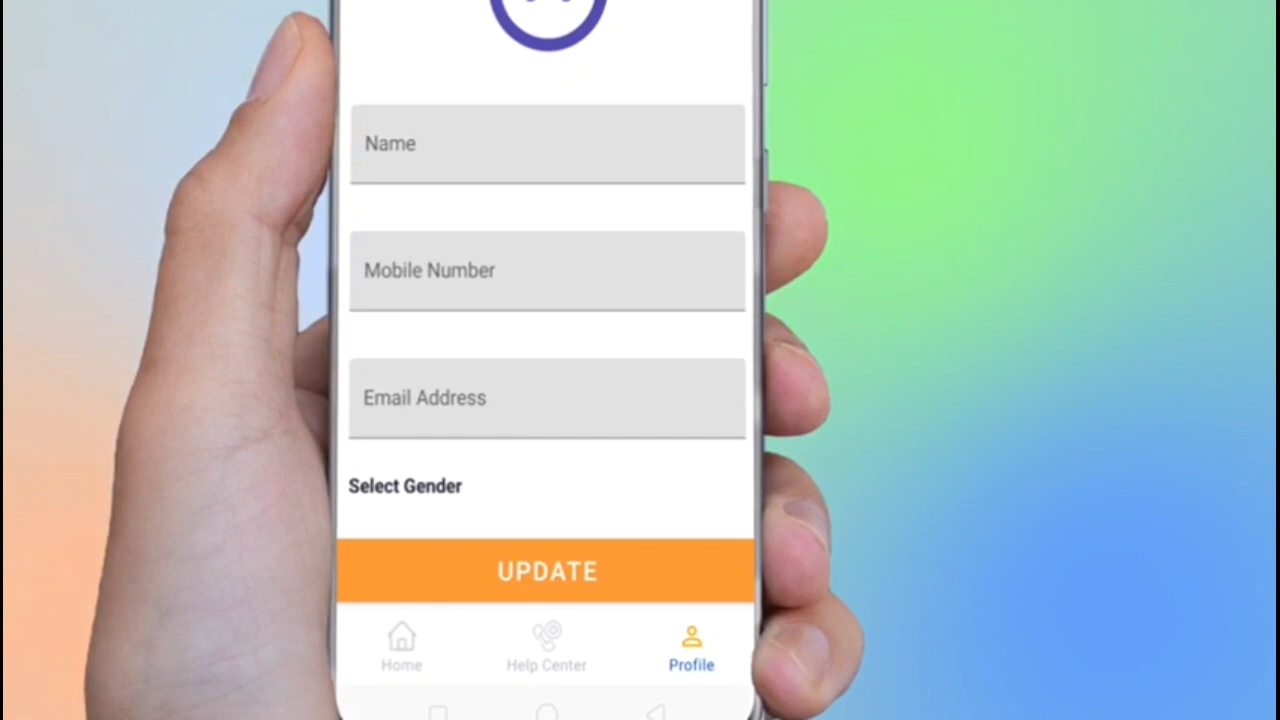 Name
Mobile Number
Email Address
Select Gender
UPDATE
Home
Help Center
Profile